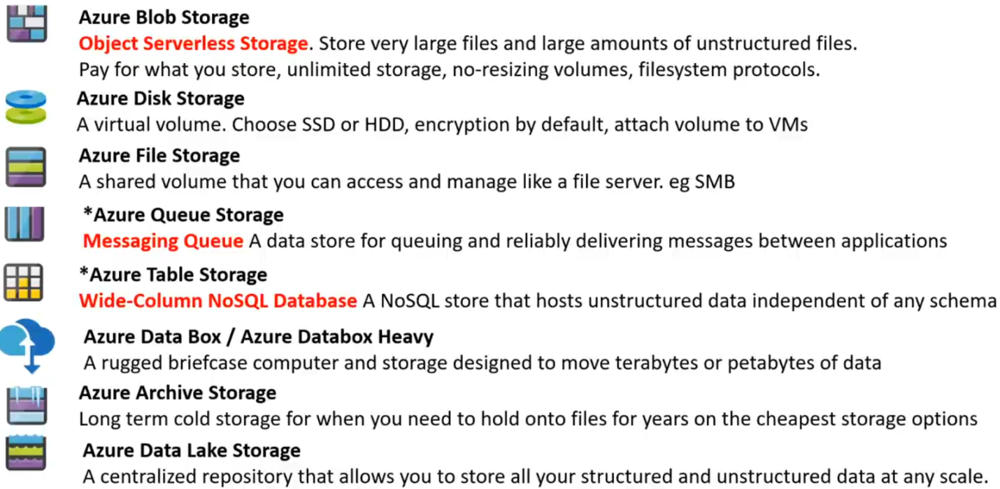 Azure Blob Storage
Object Serverless Storage. Store very large files and large amounts of unstructured files.
Pay for what you store, unlimited storage, no-resizing volumes, filesystem protocols.
Azure Disk Storage
A virtual volume. Choose SSD or HDD, encryption by default, attach volume to VMs
Azure File Storage
A shared volume that you can access and manage like a file server. eg SMB
*Azure Queue Storage
Messaging Queue A data store for queuing and reliably delivering messages between applications
*Azure Table Storage
Wide-Column NoSQL Database A NoSQL store that hosts unstructured data independent of any schema
Azure Data Box / Azure Databox Heavy
A rugged briefcase computer and storage designed to move terabytes or petabytes of data
Azure Archive Storage
Long term cold storage for when you need to hold onto files for years on the cheapest storage options
Azure Data Lake Storage
A centralized repository that allows you to store all your structured and unstructured data at any scale.